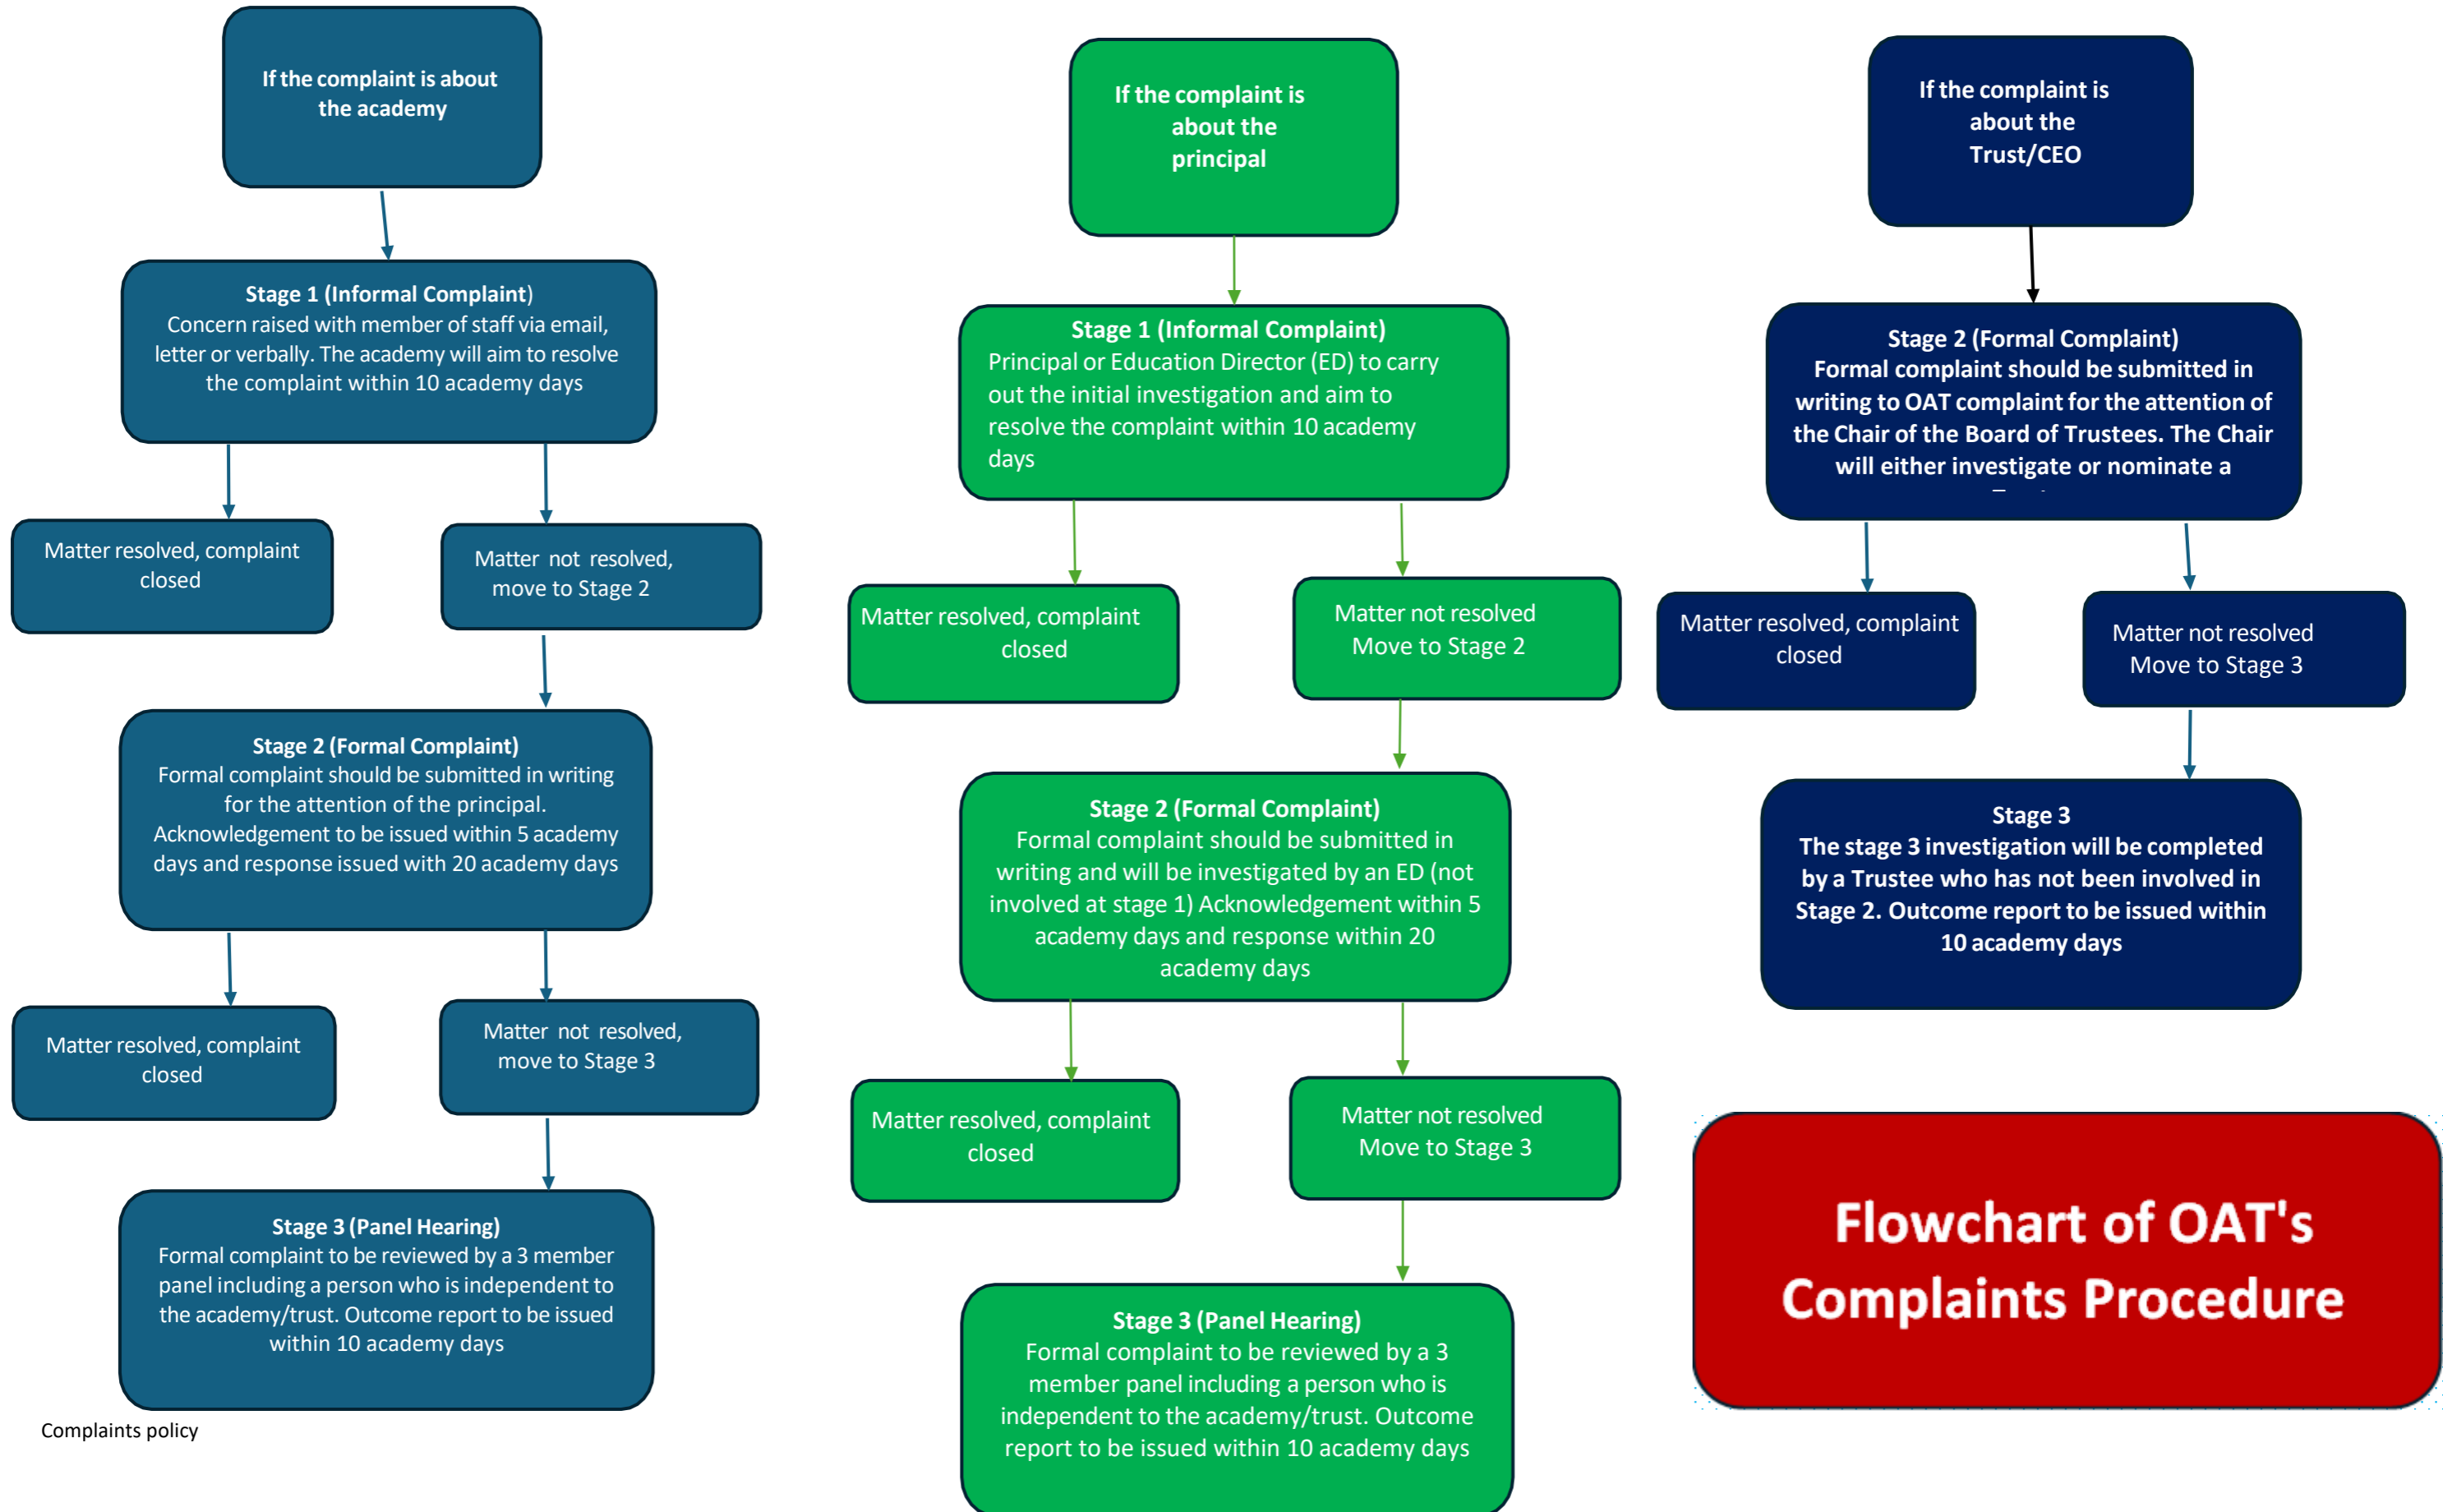 If the complaint is about
the academy
Stage 1 (Informal Complaint)
Concern raised with member of staff via email,
letter or verbally. The academy will aim to resolve
the complaint within 10 academy days
Matter resolved, complaint
closed
Matter not resolved,
move to Stage 2
Stage 2 (Formal Complaint)
Formal complaint should be submitted in writing
for the attention of the principal.
Acknowledgement to be issued within 5 academy
days and response issued with 20 academy days
Matter resolved, complaint
closed
Matter not resolved,
move to Stage 3
Stage 3 (Panel Hearing)
Formal complaint to be reviewed by a 3 member
panel including a person who is independent to
the academy/trust. Outcome report to be issued
within 10 academy days
Complaints policy
If the complaint is
about the
principal
Stage 1 (Informal Complaint)
Principal or Education Director (ED) to carry
out the initial investigation and aim to
resolve the complaint within 10 academy
days
Matter resolved, complaint
closed
Matter not resolved
Move to Stage 2
Stage 2 (Formal Complaint)
Formal complaint should be submitted in
writing and will be investigated by an ED (not
involved at stage 1) Acknowledgement within 5
academy days and response within 20
academy days
Matter resolved, complaint
closed
Matter not resolved
Move to Stage 3
Stage 3 (Panel Hearing)
Formal complaint to be reviewed by a 3
member panel including a person who is
independent to the academy/trust. Outcome
report to be issued within 10 academy days
If the complaint is
about the
Trust/CEO
Stage 2 (Formal Complaint)
Formal complaint should be submitted in
writing to OAT complaint for the attention of
the Chair of the Board of Trustees. The Chair
will either investigate or nominate a
Matter resolved, complaint
closed
Matter not resolved
Move to Stage 3
Stage 3
The stage 3 investigation will be completed
by a Trustee who has not been involved in
Stage 2. Outcome report to be issued within
10 academy days
Flowchart of OAT's
Complaints Procedure